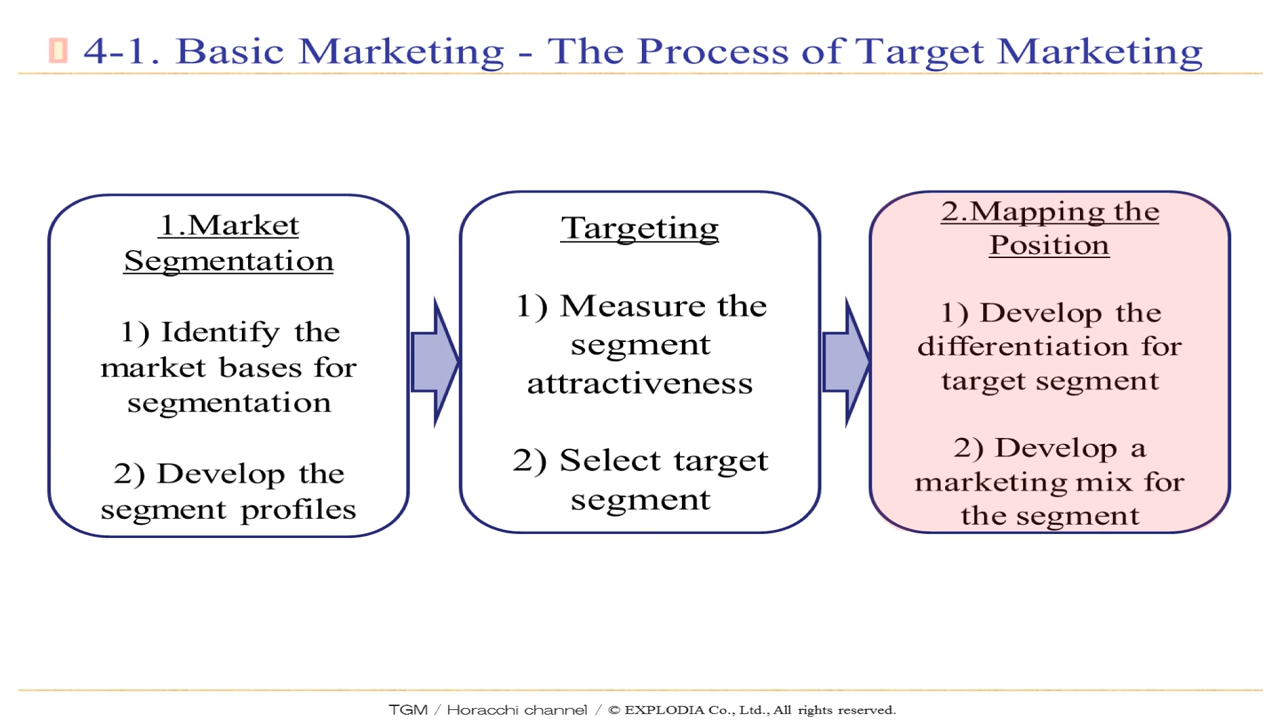 4-1. Basic Marketing - The Process of Target Marketing
1.Market
Segmentation
1) Identify the
market bases for
segmentation
2) Develop the
segment profiles
Targeting
1) Measure the
segment
attractiveness
2) Select target
segment
2.Mapping the
Position
1) Develop the
differentiation for
target segment
2) Develop a
marketing mix for
the segment
TGM / Horacchi channel / © EXPLODIA Co., Ltd., All rights reserved.